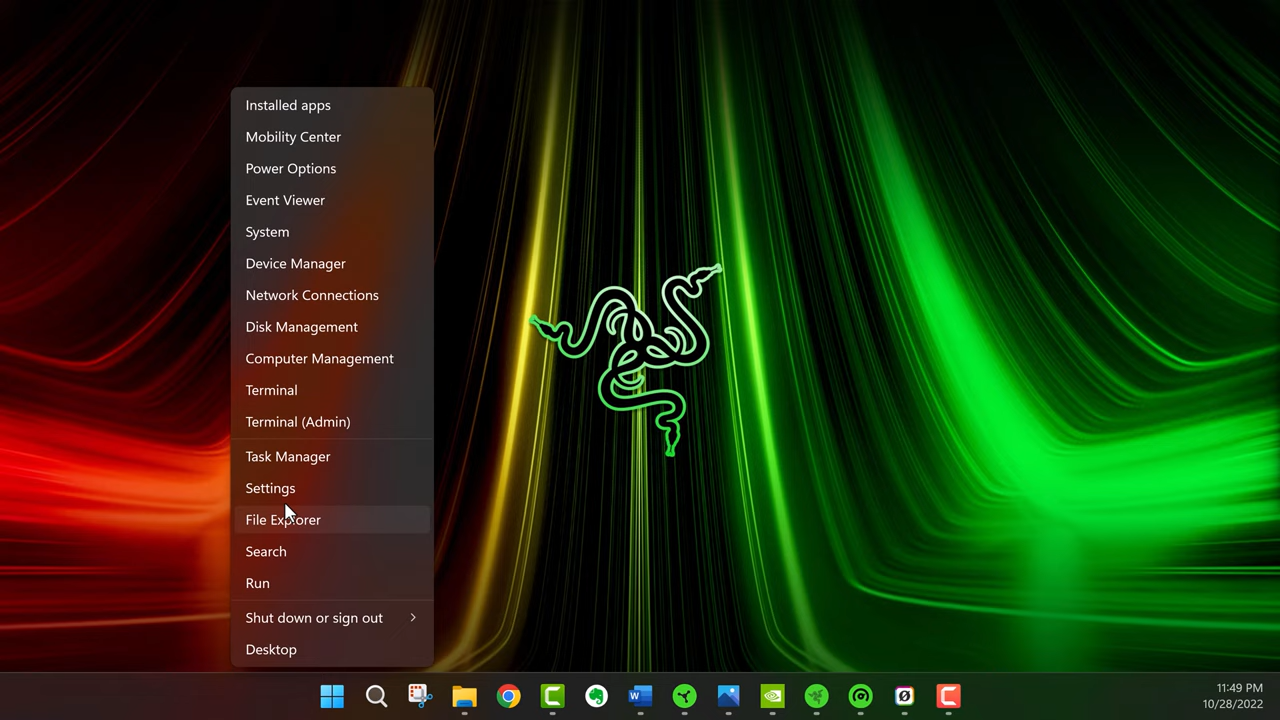 Installed apps
Mobility Center
Power Options
Event Viewer
System
Device Manager
Network Connections
Disk Management
Computer Management
Terminal
Terminal (Admin)
Task Manager
Settings
File Explorer
Search
Run
Shut down or sign out
Desktop
11:49 PM
10/28/2022